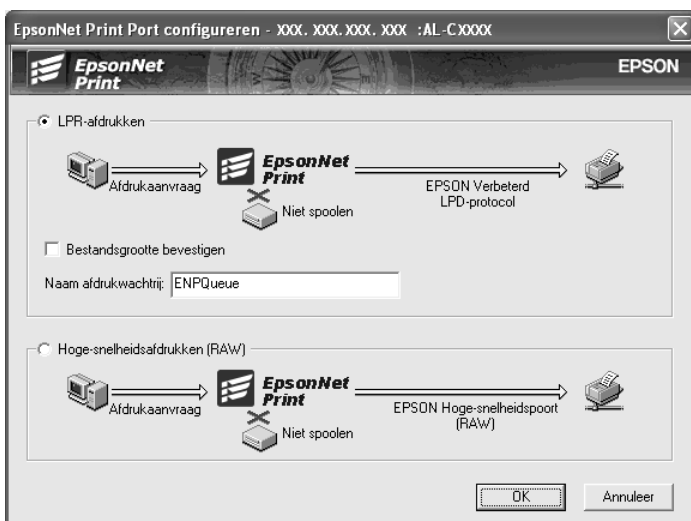 EpsonNet Print Port configureren - XXX. XXX. XXX. XXX :AL-CXXXX
EpsonNet
Print
EPSON
LPR-afdrukken
Afdrukaanvraag
EpsonNet
Print
Niet spoolen
EPSON Verbeterd
LPD-protocol
Bestandsgrootte bevestigen
Naam afdrukwachtrij: ENPQueue
Hoge-snelheidsafdrukken (RAW)
Afdrukaanvraag
EpsonNet
Print
Niet spoolen
EPSON Hoge-snelheidspoort
(RAW)
OK
Annuleer